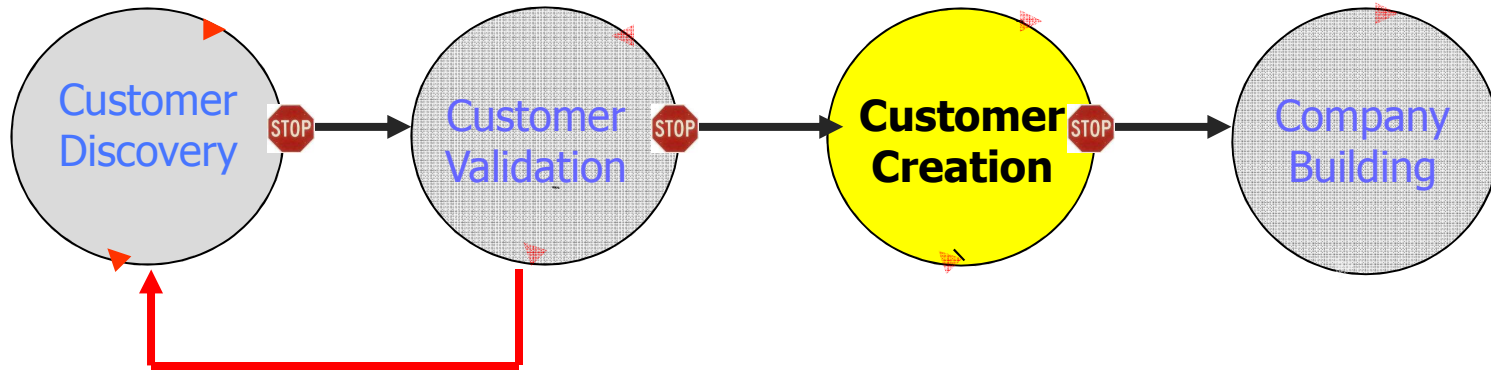 Customer
Discovery
STOP
Customer
Validation
STOP
Customer
Creation
STOP
Company
Building